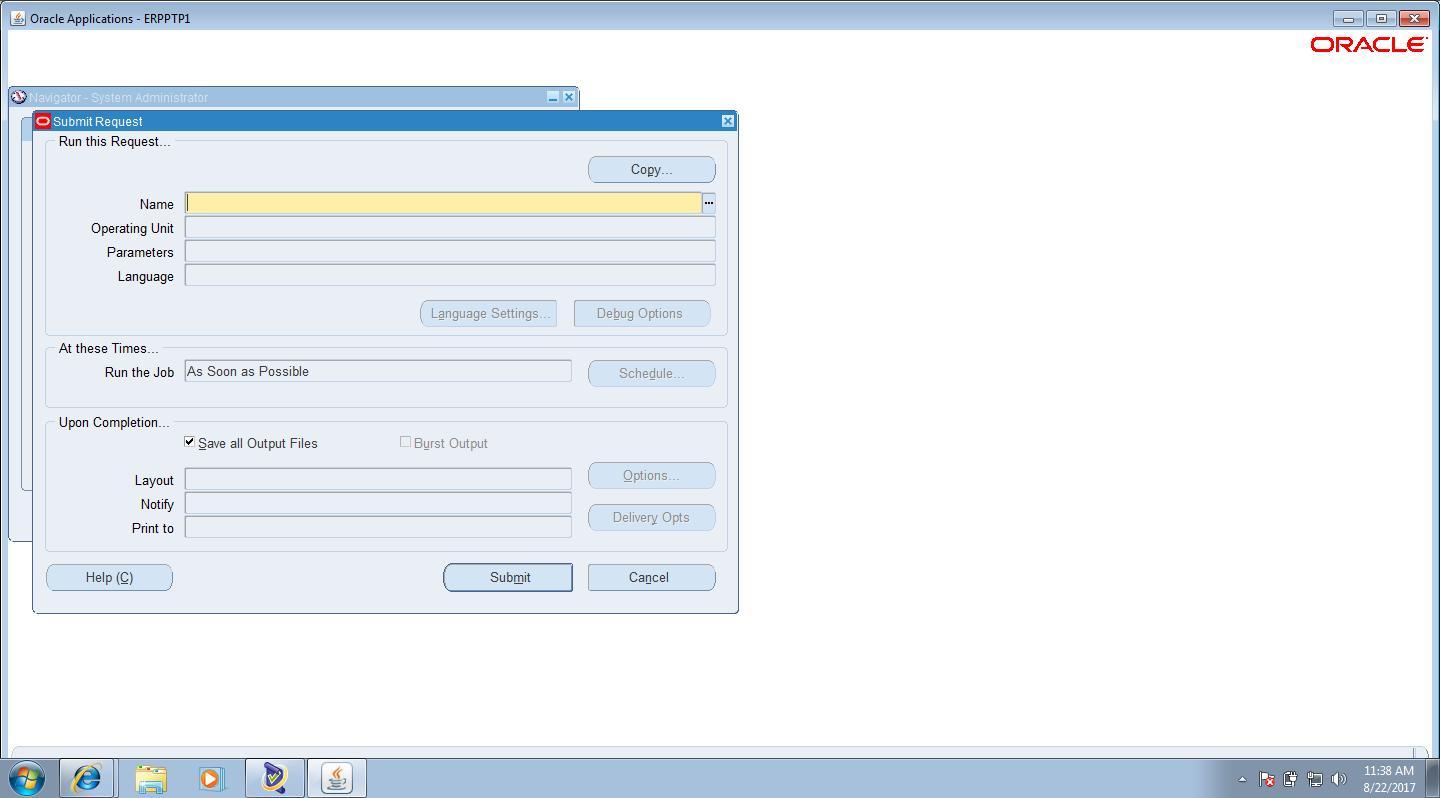 Oracle Applications - ERPPTP1
ORACLE
Navigator - System Administrator
Submit Request
Run this Request...
Copy...
Name
Operating Unit
Parameters
Language
Language Settings...
Debug Options
At these Times...
Run the Job
As Soon as Possible
Schedule...
Upon Completion...
Save all Output Files
Burst Output
Layout
Options...
Notify
Delivery Opts
Print to
Help (C)
Submit
Cancel
11:38 AM
8/22/2017